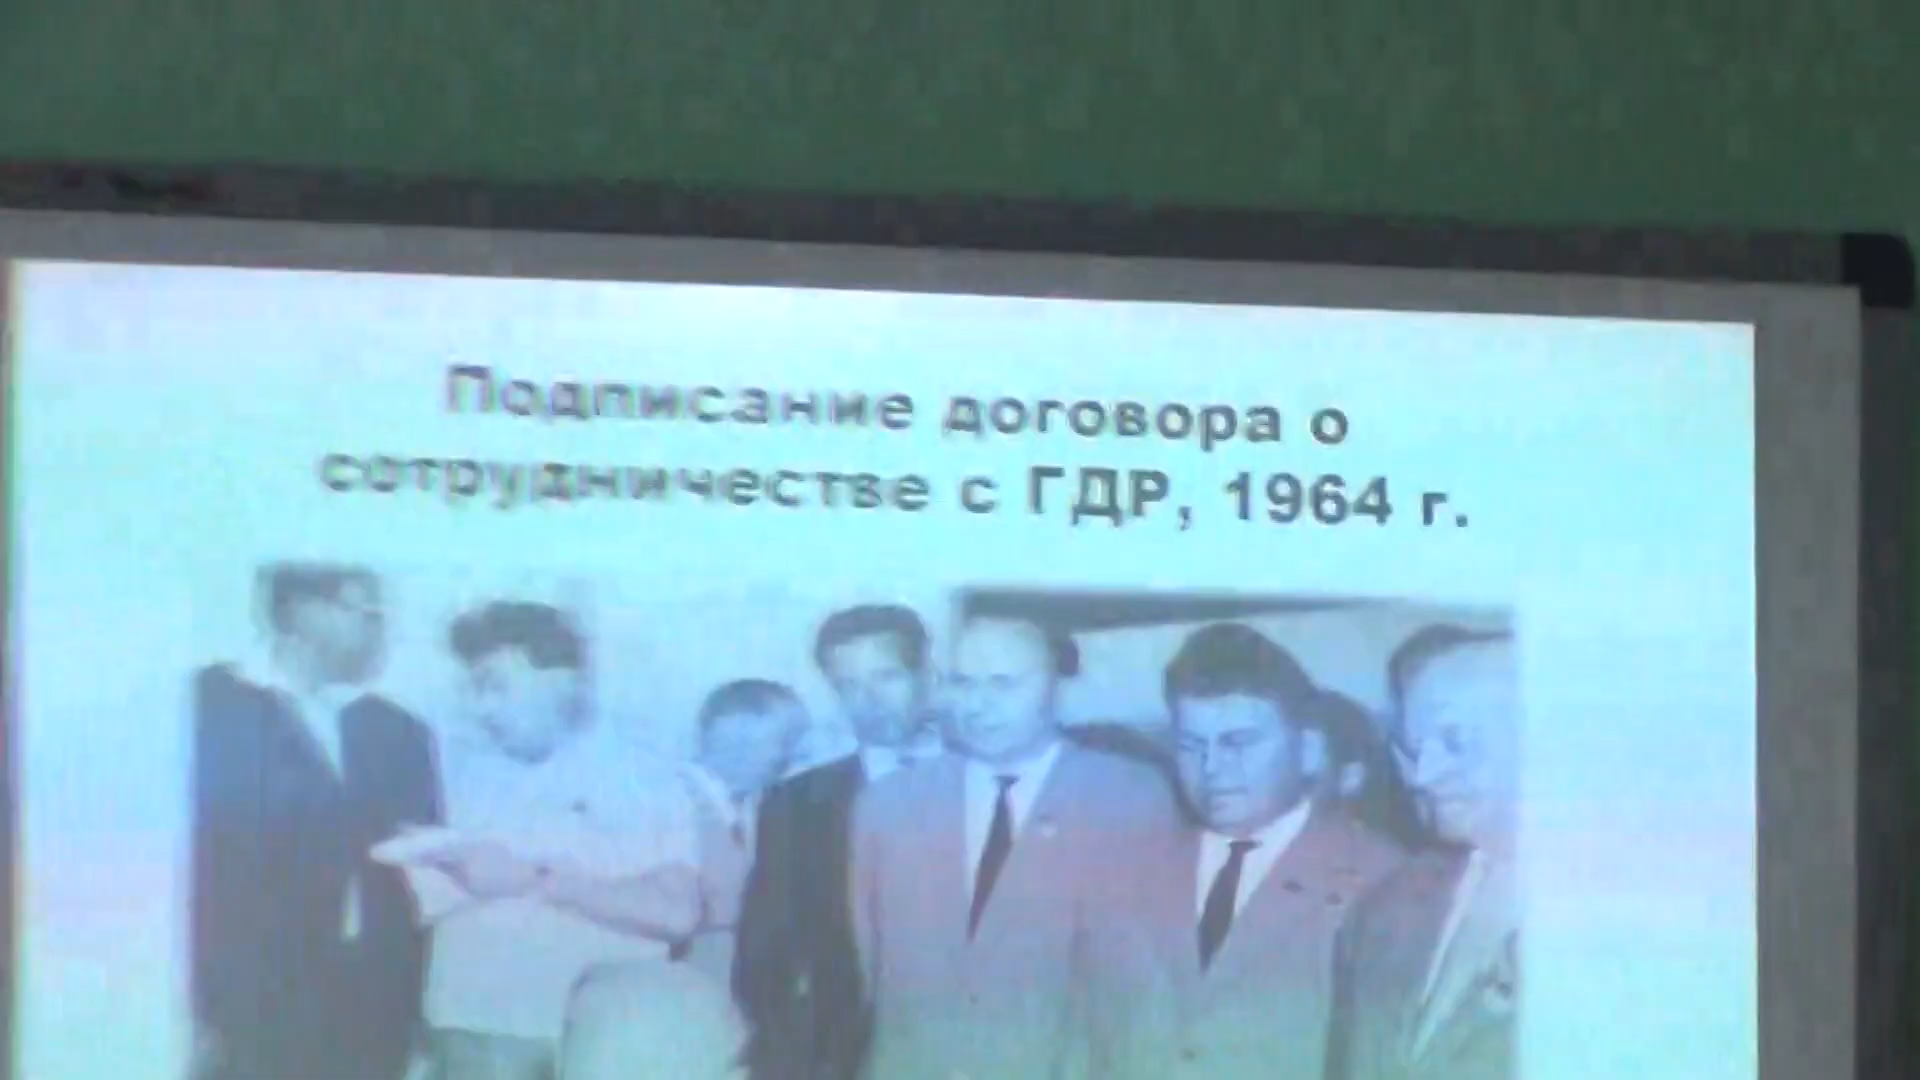 Подписание договора о
сотрудничестве с ГДР, 1964 г.